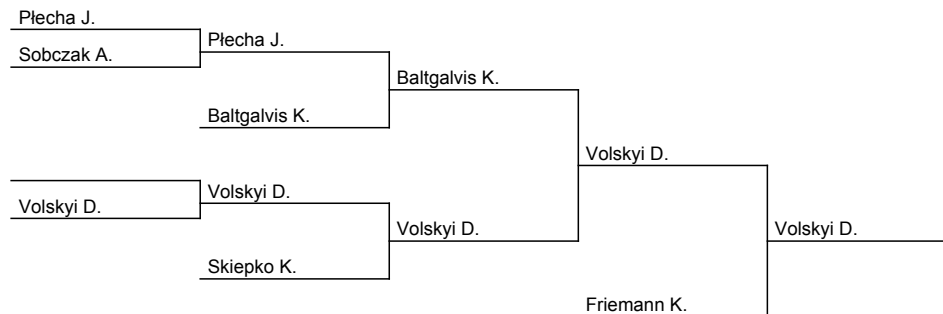 Płecha J.
Sobczak A.
Płecha J.
Baltgalvis K.
Baltgalvis K.
Volskyi D.
Volskyi D.
Volskyi D.
Volskyi D.
Volskyi D.
Skiepko K.
Friemann K.